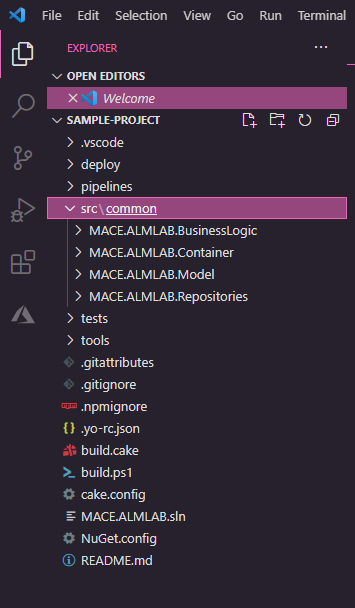 File Edit Selection View Go Run Terminal
EXPLORER ...
OPEN EDITORS
Welcome
SAMPLE-PROJECT
.vscode
deploy
pipelines
src\common
MACE.ALMLAB.BusinessLogic
MACE.ALMLAB.Container
MACE.ALMLAB.Model
MACE.ALMLAB.Repositories
tests
tools
.gitattributes
.gitignore
.npmignore
{} .yo-rc.json
build.cake
build.ps1
cake.config
MACE.ALMLAB.sln
NuGet.config
README.md